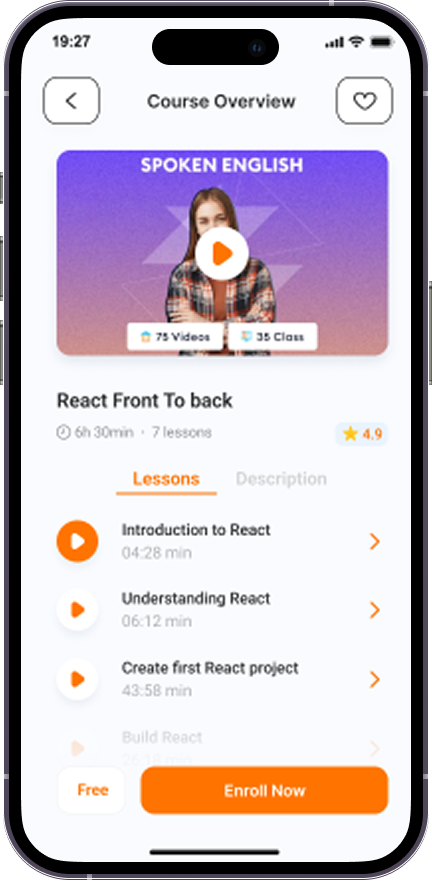 19:27
Course Overview
SPOKEN ENGLISH
75 Videos
35 Class
React Front To back
6h 30min · 7 lessons
4.9
Lessons
Description
Introduction to React
04:28 min
Understanding React
06:12 min
Create first React project
43:58 min
Build React
Free
Enroll Now